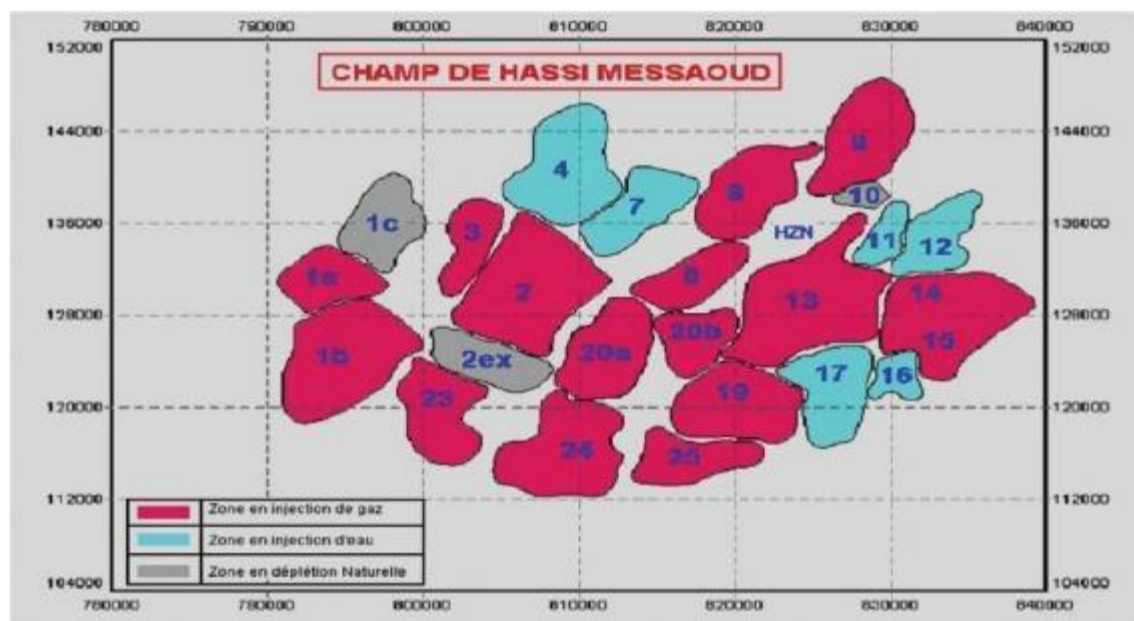 780000 790000 800000 810000 820000 830000 840000
152000 152000
CHAMP DE HASSI MESSAOUD
144000 144000
9
4
8
10
7
136000 136000
1c
3
HZN
11
12
1a
2
6
13
14
128000 128000
20b
1b
2ex
20a
15
17
16
23
19
120000 120000
24
25
112000 112000
Zone en injection de gaz
Zone en injection d'eau
Zone en déplétion Naturelle
104000 104000
780000 790000 800000 810000 820000 830000 840000